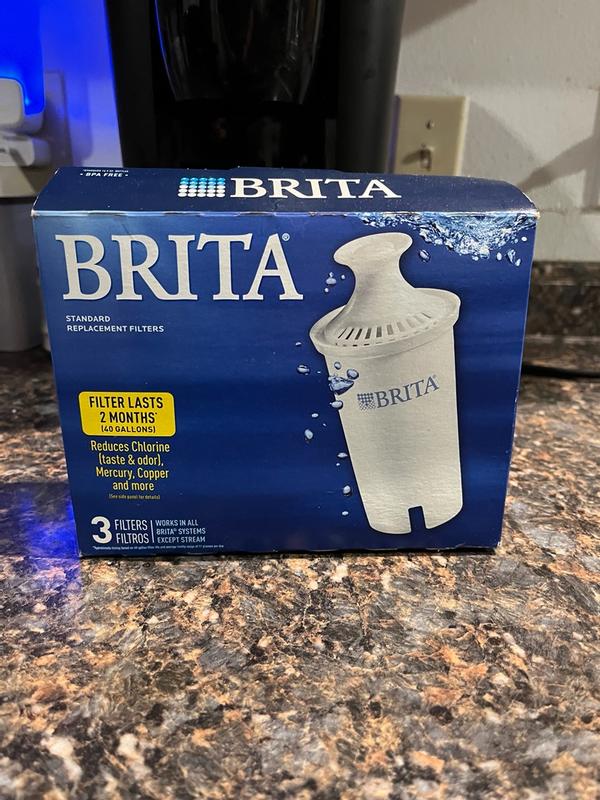 • BPA FREE •
BRITA
BRITA®
STANDARD
REPLACEMENT FILTERS
BRITA®
FILTER LASTS
2 MONTHS*
(40 GALLONS)
Reduces Chlorine
(taste & odor),
Mercury, Copper
and more
(See side panel for details)
3 FILTERS
FILTROS
WORKS IN ALL
BRITA® SYSTEMS
EXCEPT STREAM